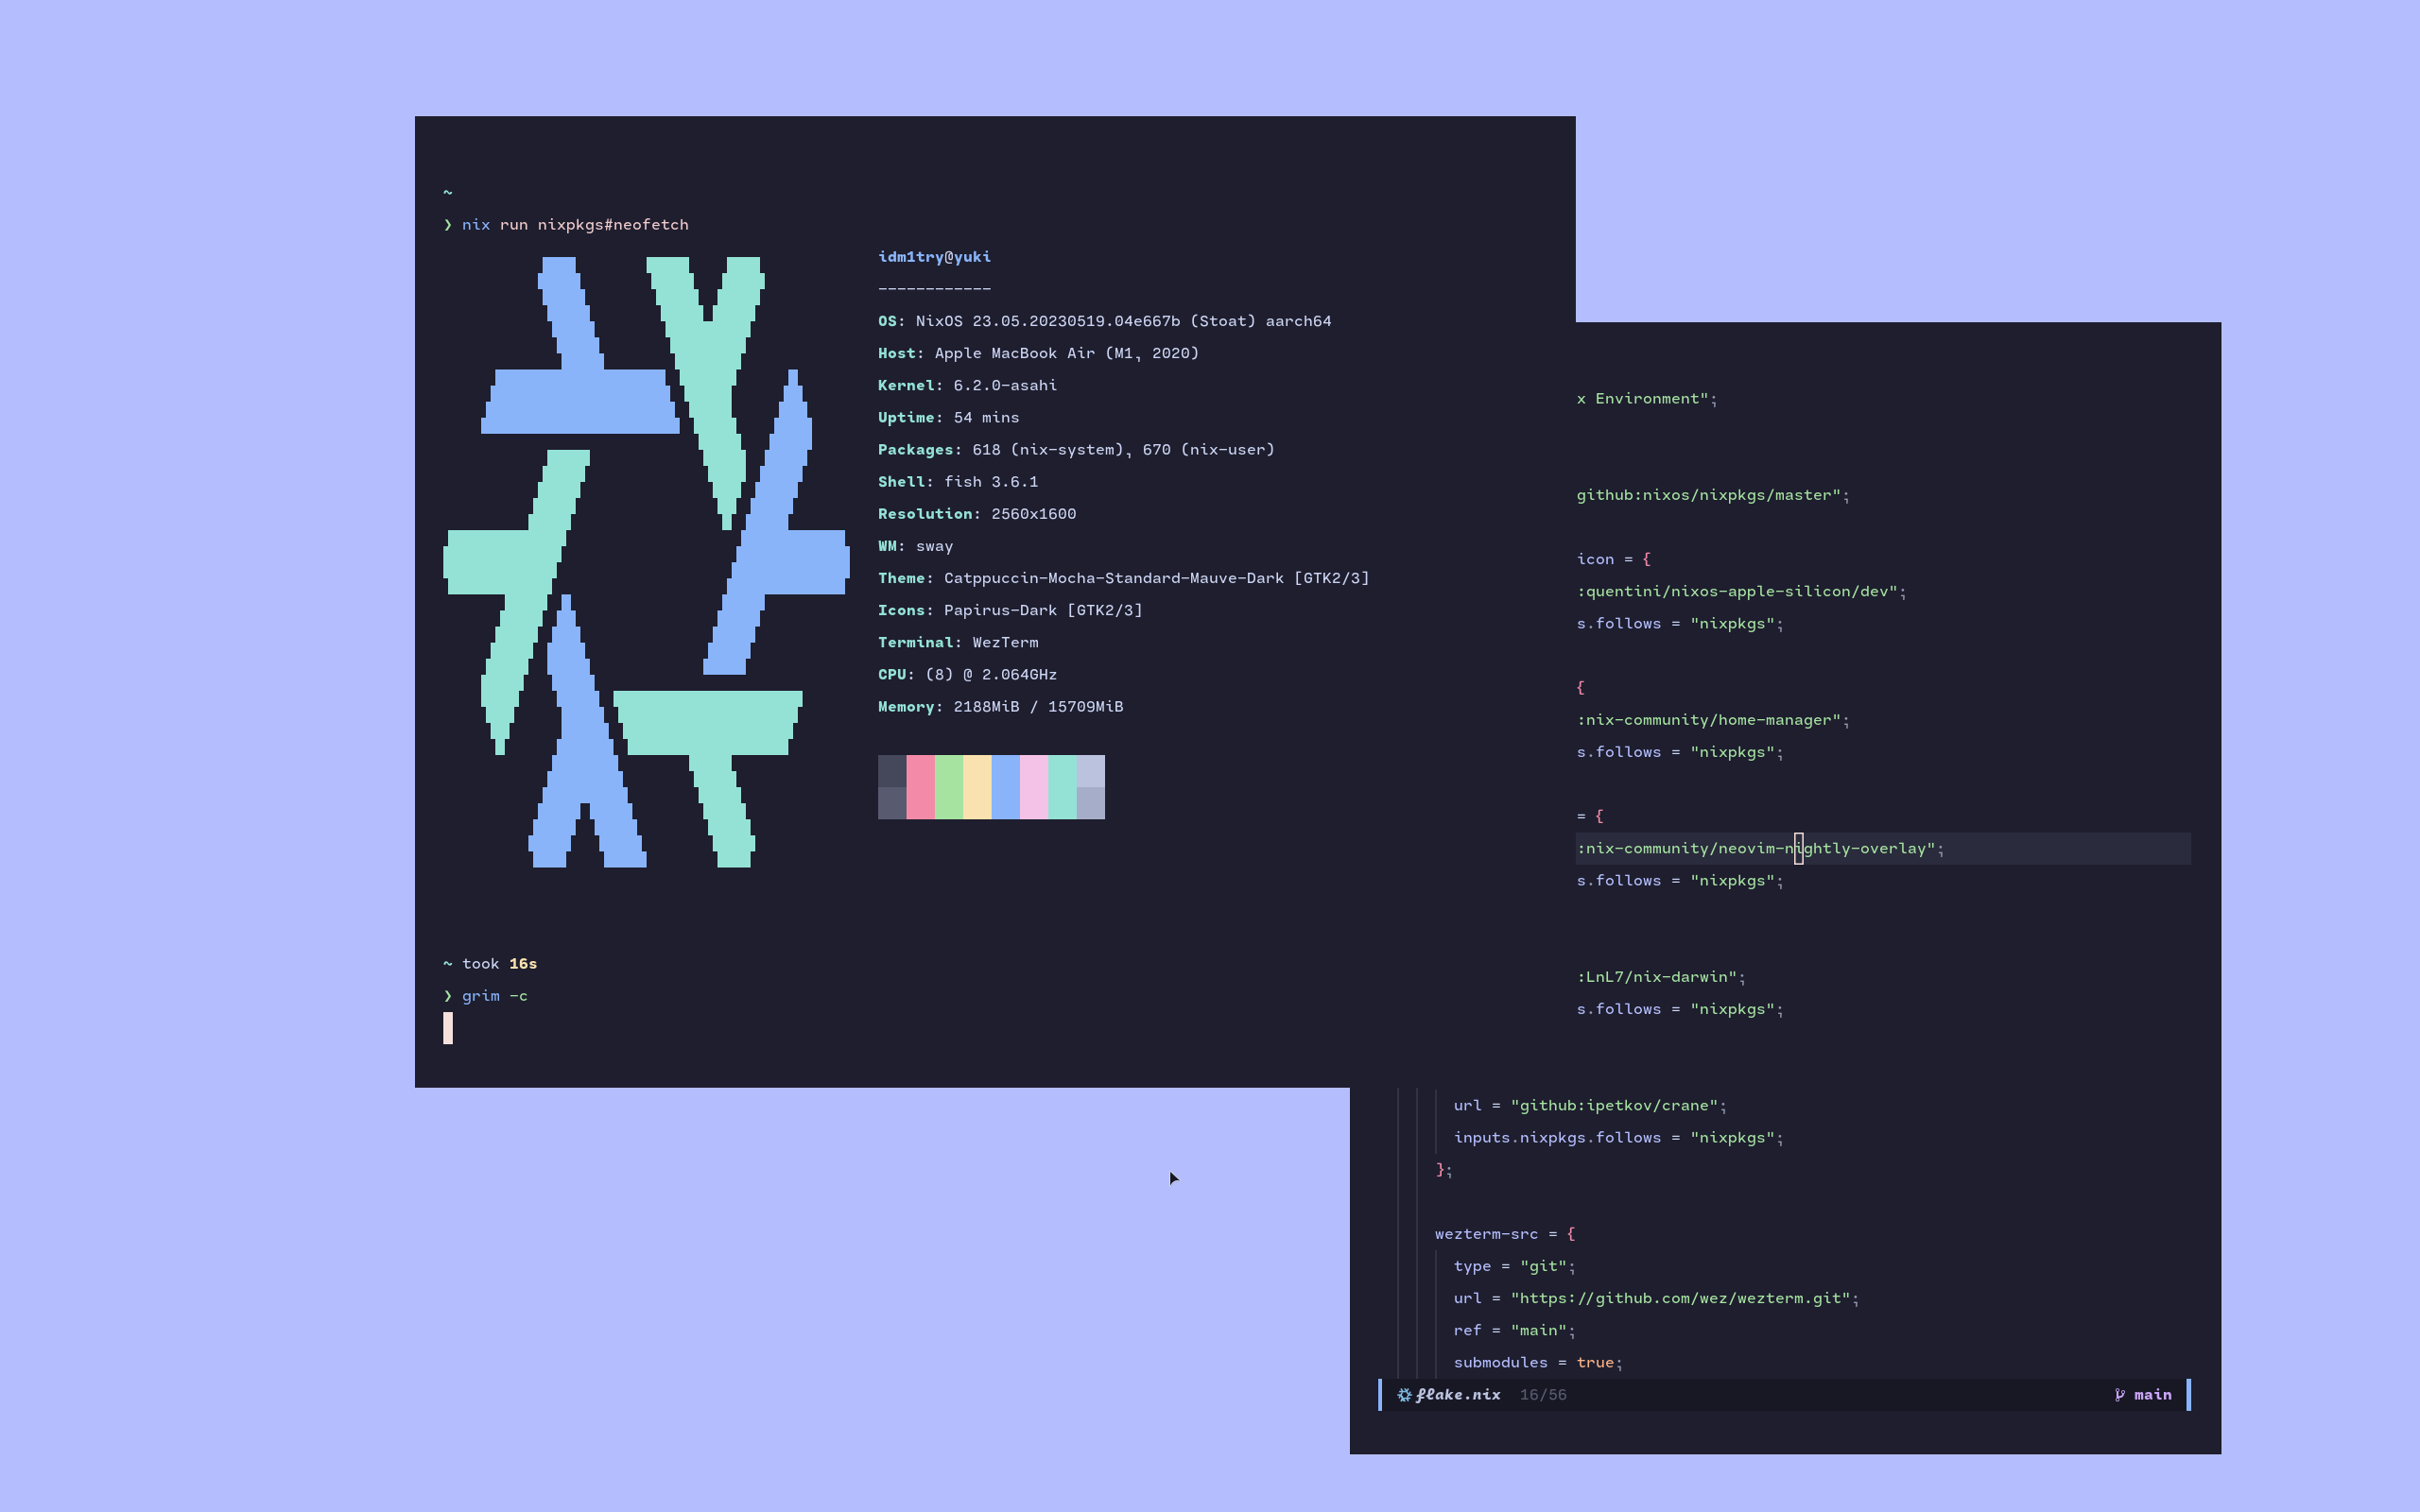 ~
❯ nix run nixpkgs#neofetch
idm1try@yuki
------------
OS: NixOS 23.05.20230519.04e667b (Stoat) aarch64
Host: Apple MacBook Air (M1, 2020)
Kernel: 6.2.0-asahi
Uptime: 54 mins
Packages: 618 (nix-system), 670 (nix-user)
Shell: fish 3.6.1
Resolution: 2560x1600
WM: sway
Theme: Catppuccin-Mocha-Standard-Mauve-Dark [GTK2/3]
Icons: Papirus-Dark [GTK2/3]
Terminal: WezTerm
CPU: (8) @ 2.064GHz
Memory: 2188MiB / 15709MiB
~ took 16s
❯ grim -c
x Environment";
github:nixos/nixpkgs/master";
icon = {
:quentini/nixos-apple-silicon/dev";
s.follows = "nixpkgs";
{
:nix-community/home-manager";
s.follows = "nixpkgs";
= {
:nix-community/neovim-nightly-overlay";
s.follows = "nixpkgs";
:LnL7/nix-darwin";
s.follows = "nixpkgs";
url = "github:ipetkov/crane";
inputs.nixpkgs.follows = "nixpkgs";
};
wezterm-src = {
type = "git";
url = "https://github.com/wez/wezterm.git";
ref = "main";
submodules = true;
flake.nix 16/56 main